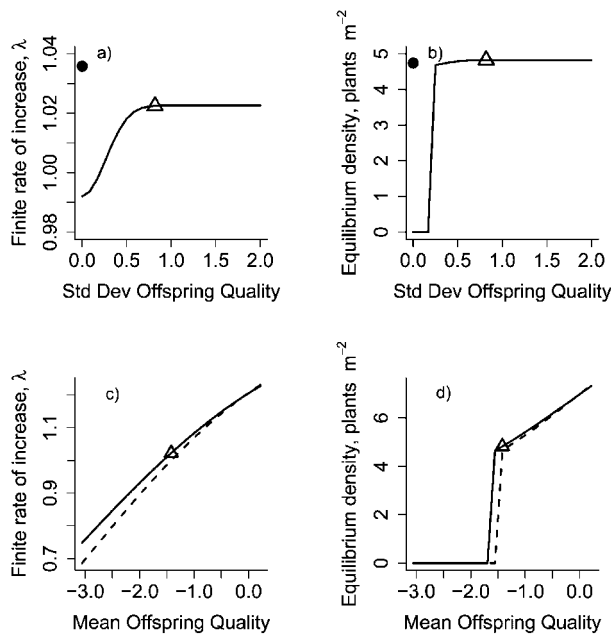 a)
Finite rate of increase, λ
0.98 1.00 1.02 1.04
0.0 0.5 1.0 1.5 2.0
Std Dev Offspring Quality
b)
Equilibrium density, plants m⁻²
0 1 2 3 4 5
0.0 0.5 1.0 1.5 2.0
Std Dev Offspring Quality
c)
Finite rate of increase, λ
0.7 0.9 1.1
−3.0 −2.0 −1.0 0.0
Mean Offspring Quality
d)
Equilibrium density, plants m⁻²
0 2 4 6
−3.0 −2.0 −1.0 0.0
Mean Offspring Quality